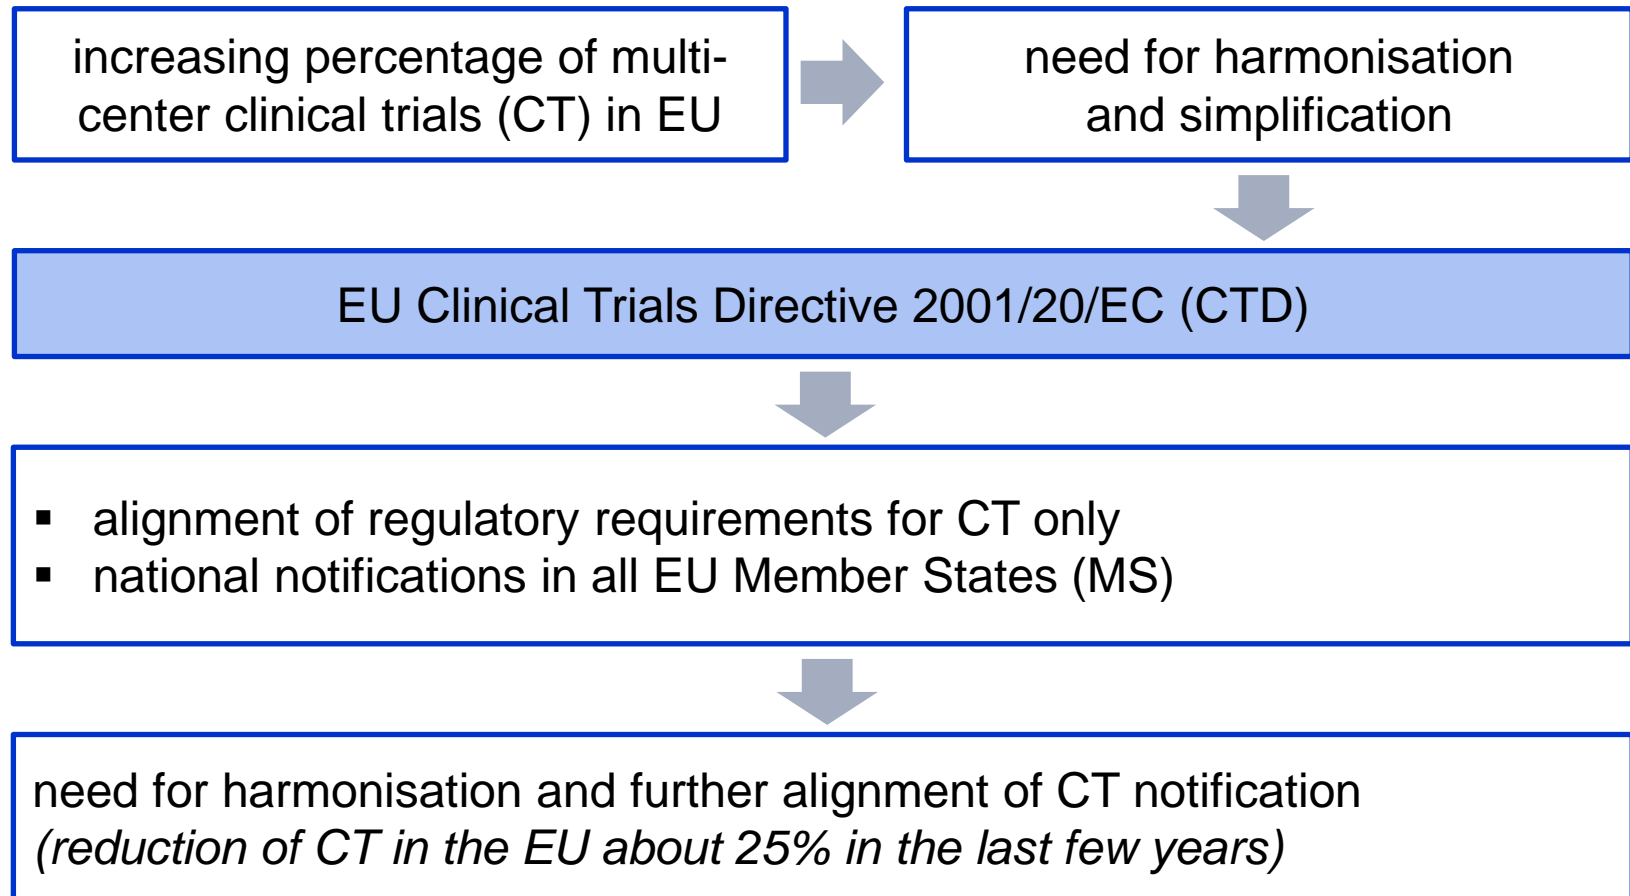 increasing percentage of multi-
center clinical trials (CT) in EU
need for harmonisation
and simplification
EU Clinical Trials Directive 2001/20/EC (CTD)
▪ alignment of regulatory requirements for CT only
▪ national notifications in all EU Member States (MS)
need for harmonisation and further alignment of CT notification
(reduction of CT in the EU about 25% in the last few years)